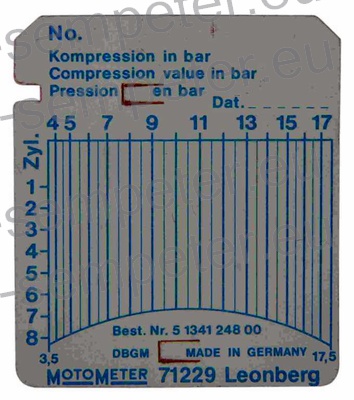 No.
Kompression in bar
Compression value in bar
Pression en bar
Dat.
4 5 7 9 11 13 15 17
Zyl.
1
2
3
4
5
6
7
8
3,5 Best. Nr. 5 1341 248 00 17,5
DBGM MADE IN GERMANY
MOTOMETER 71229 Leonberg